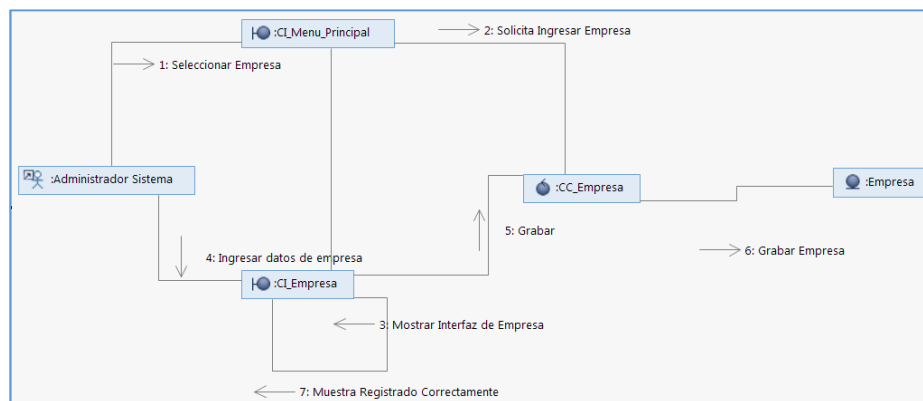 :CI_Menu_Principal
2: Solicita Ingresar Empresa
1: Seleccionar Empresa
:Administrador Sistema
:CC_Empresa
:Empresa
5: Grabar
4: Ingresar datos de empresa
6: Grabar Empresa
:CI_Empresa
3: Mostrar Interfaz de Empresa
7: Muestra Registrado Correctamente